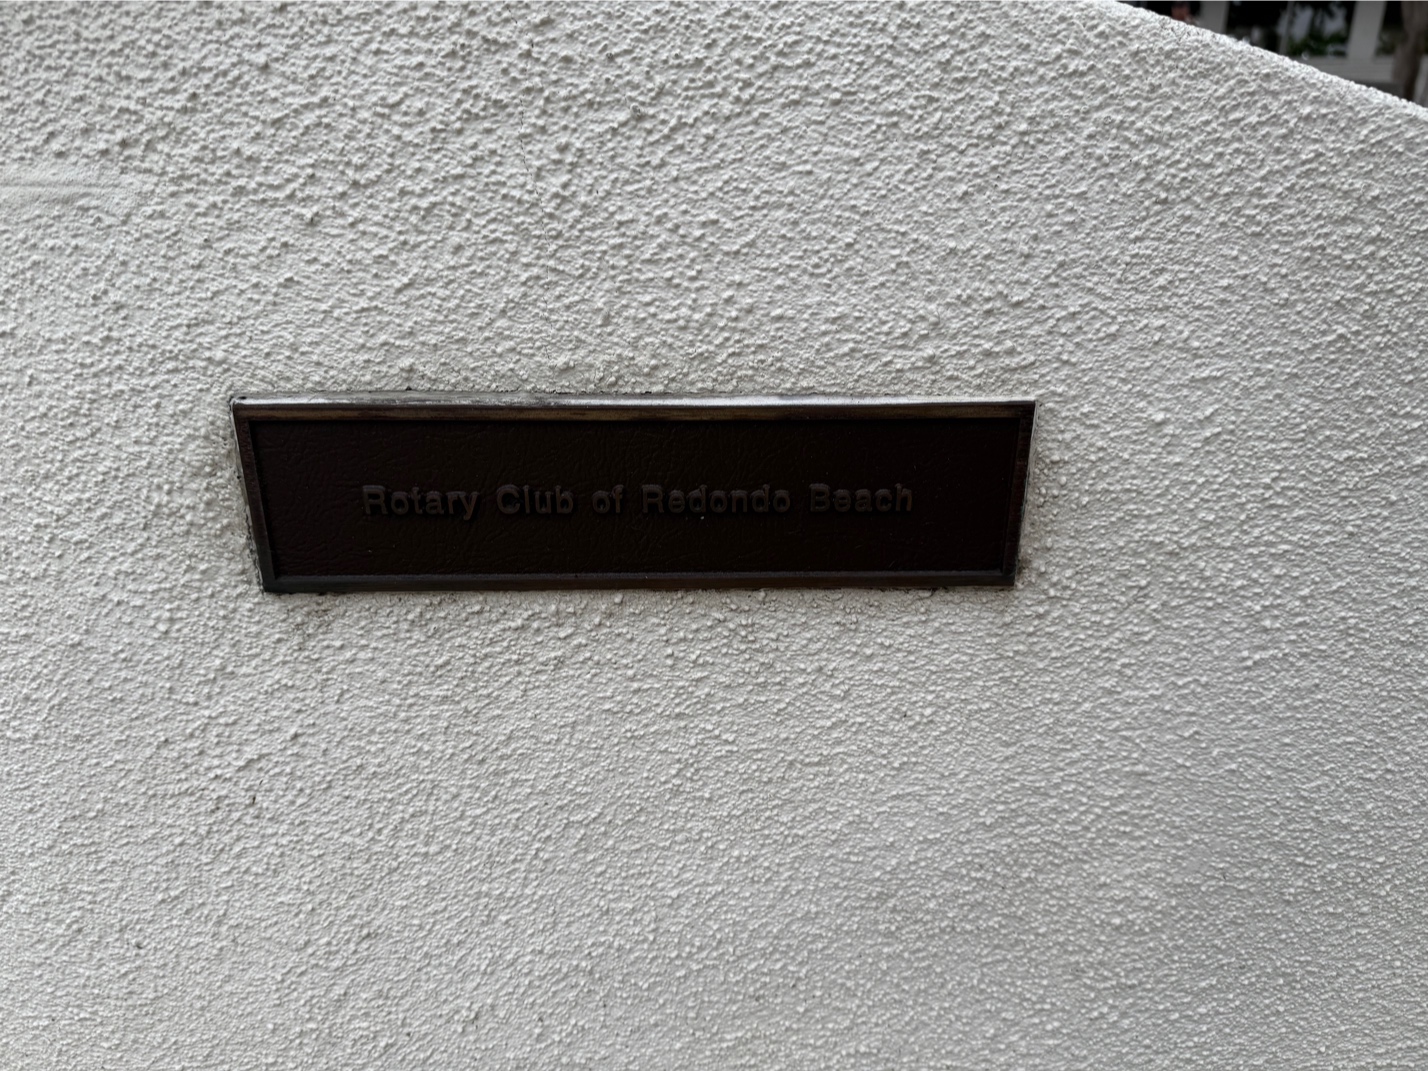 Rotary Club of Redondo Beach